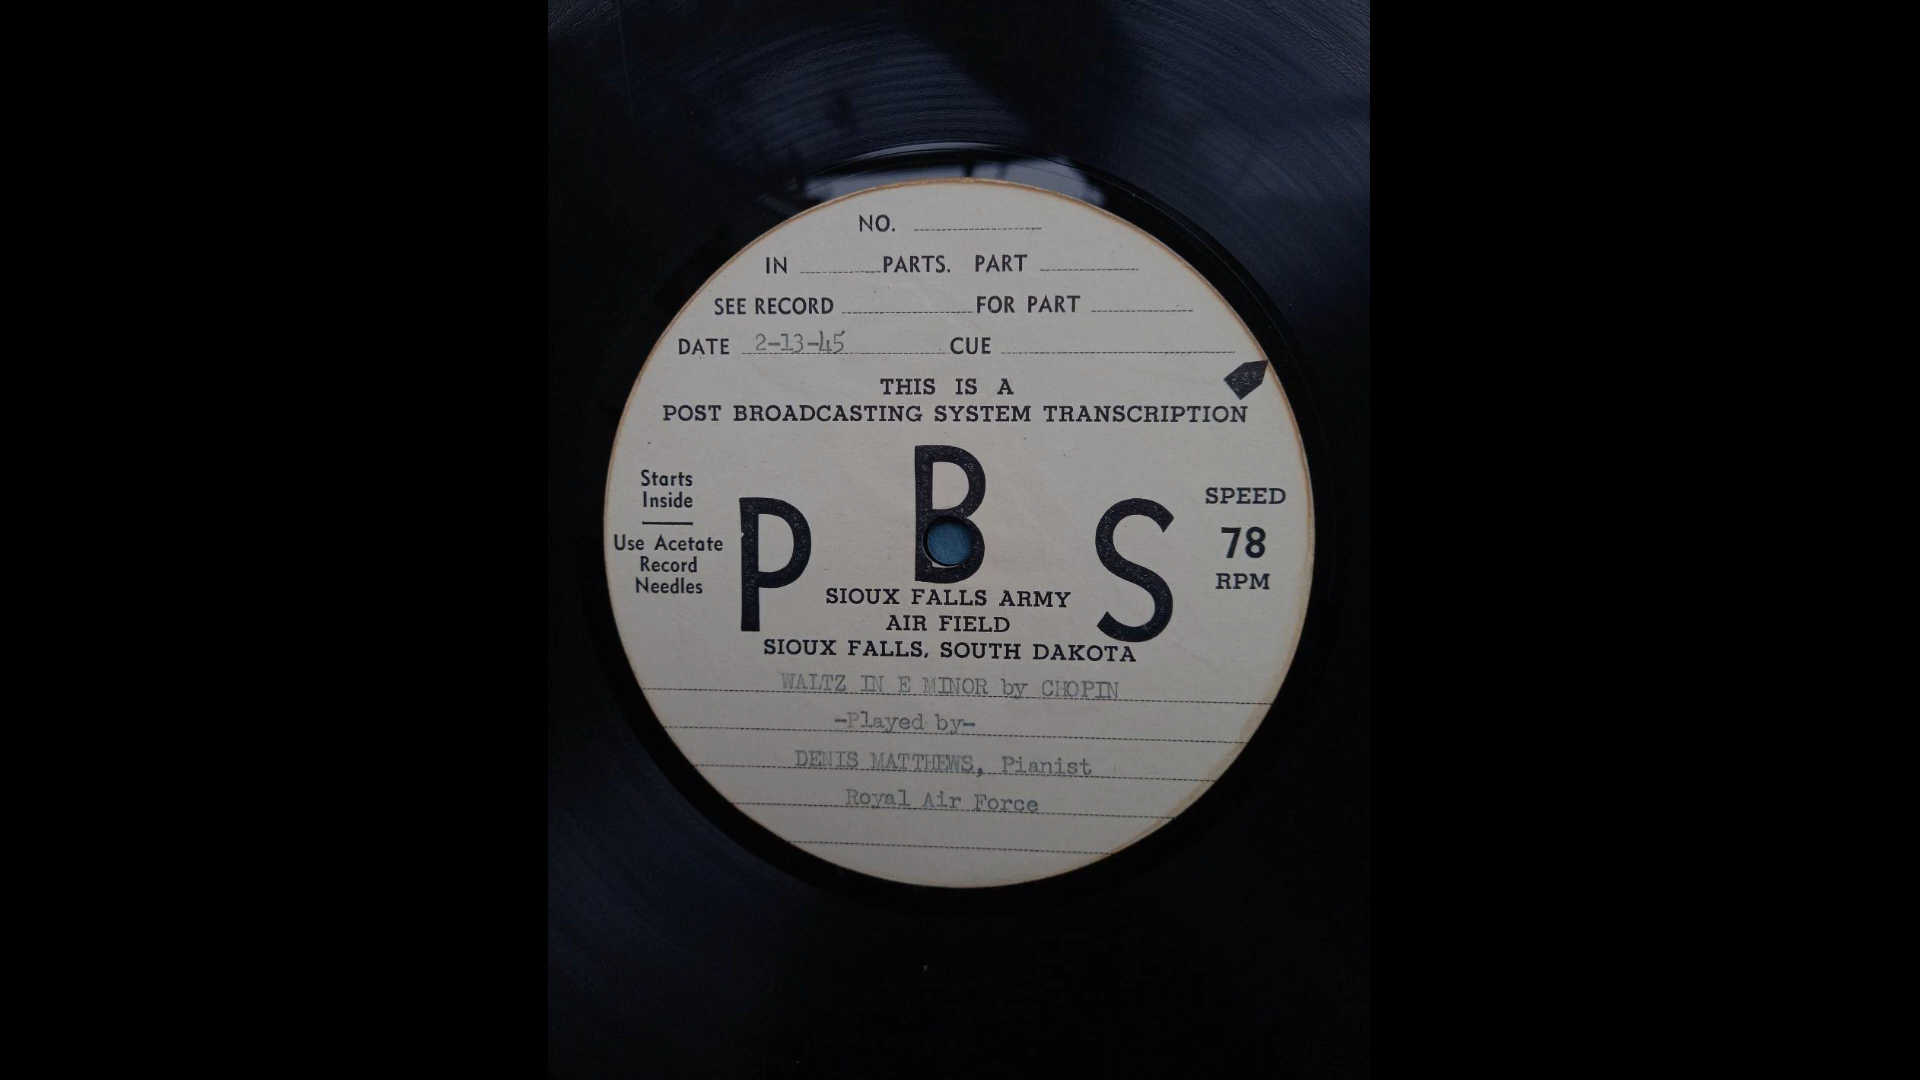 NO.
IN PARTS. PART
SEE RECORD FOR PART
DATE 2-13-45 CUE
THIS IS A
POST BROADCASTING SYSTEM TRANSCRIPTION
Starts
Inside
Use Acetate
Record
Needles
P B S
SPEED
78
RPM
SIOUX FALLS ARMY
AIR FIELD
SIOUX FALLS, SOUTH DAKOTA
WALTZ IN E MINOR by CHOPIN
-Played by-
DENIS MATTHEWS, Pianist
Royal Air Force